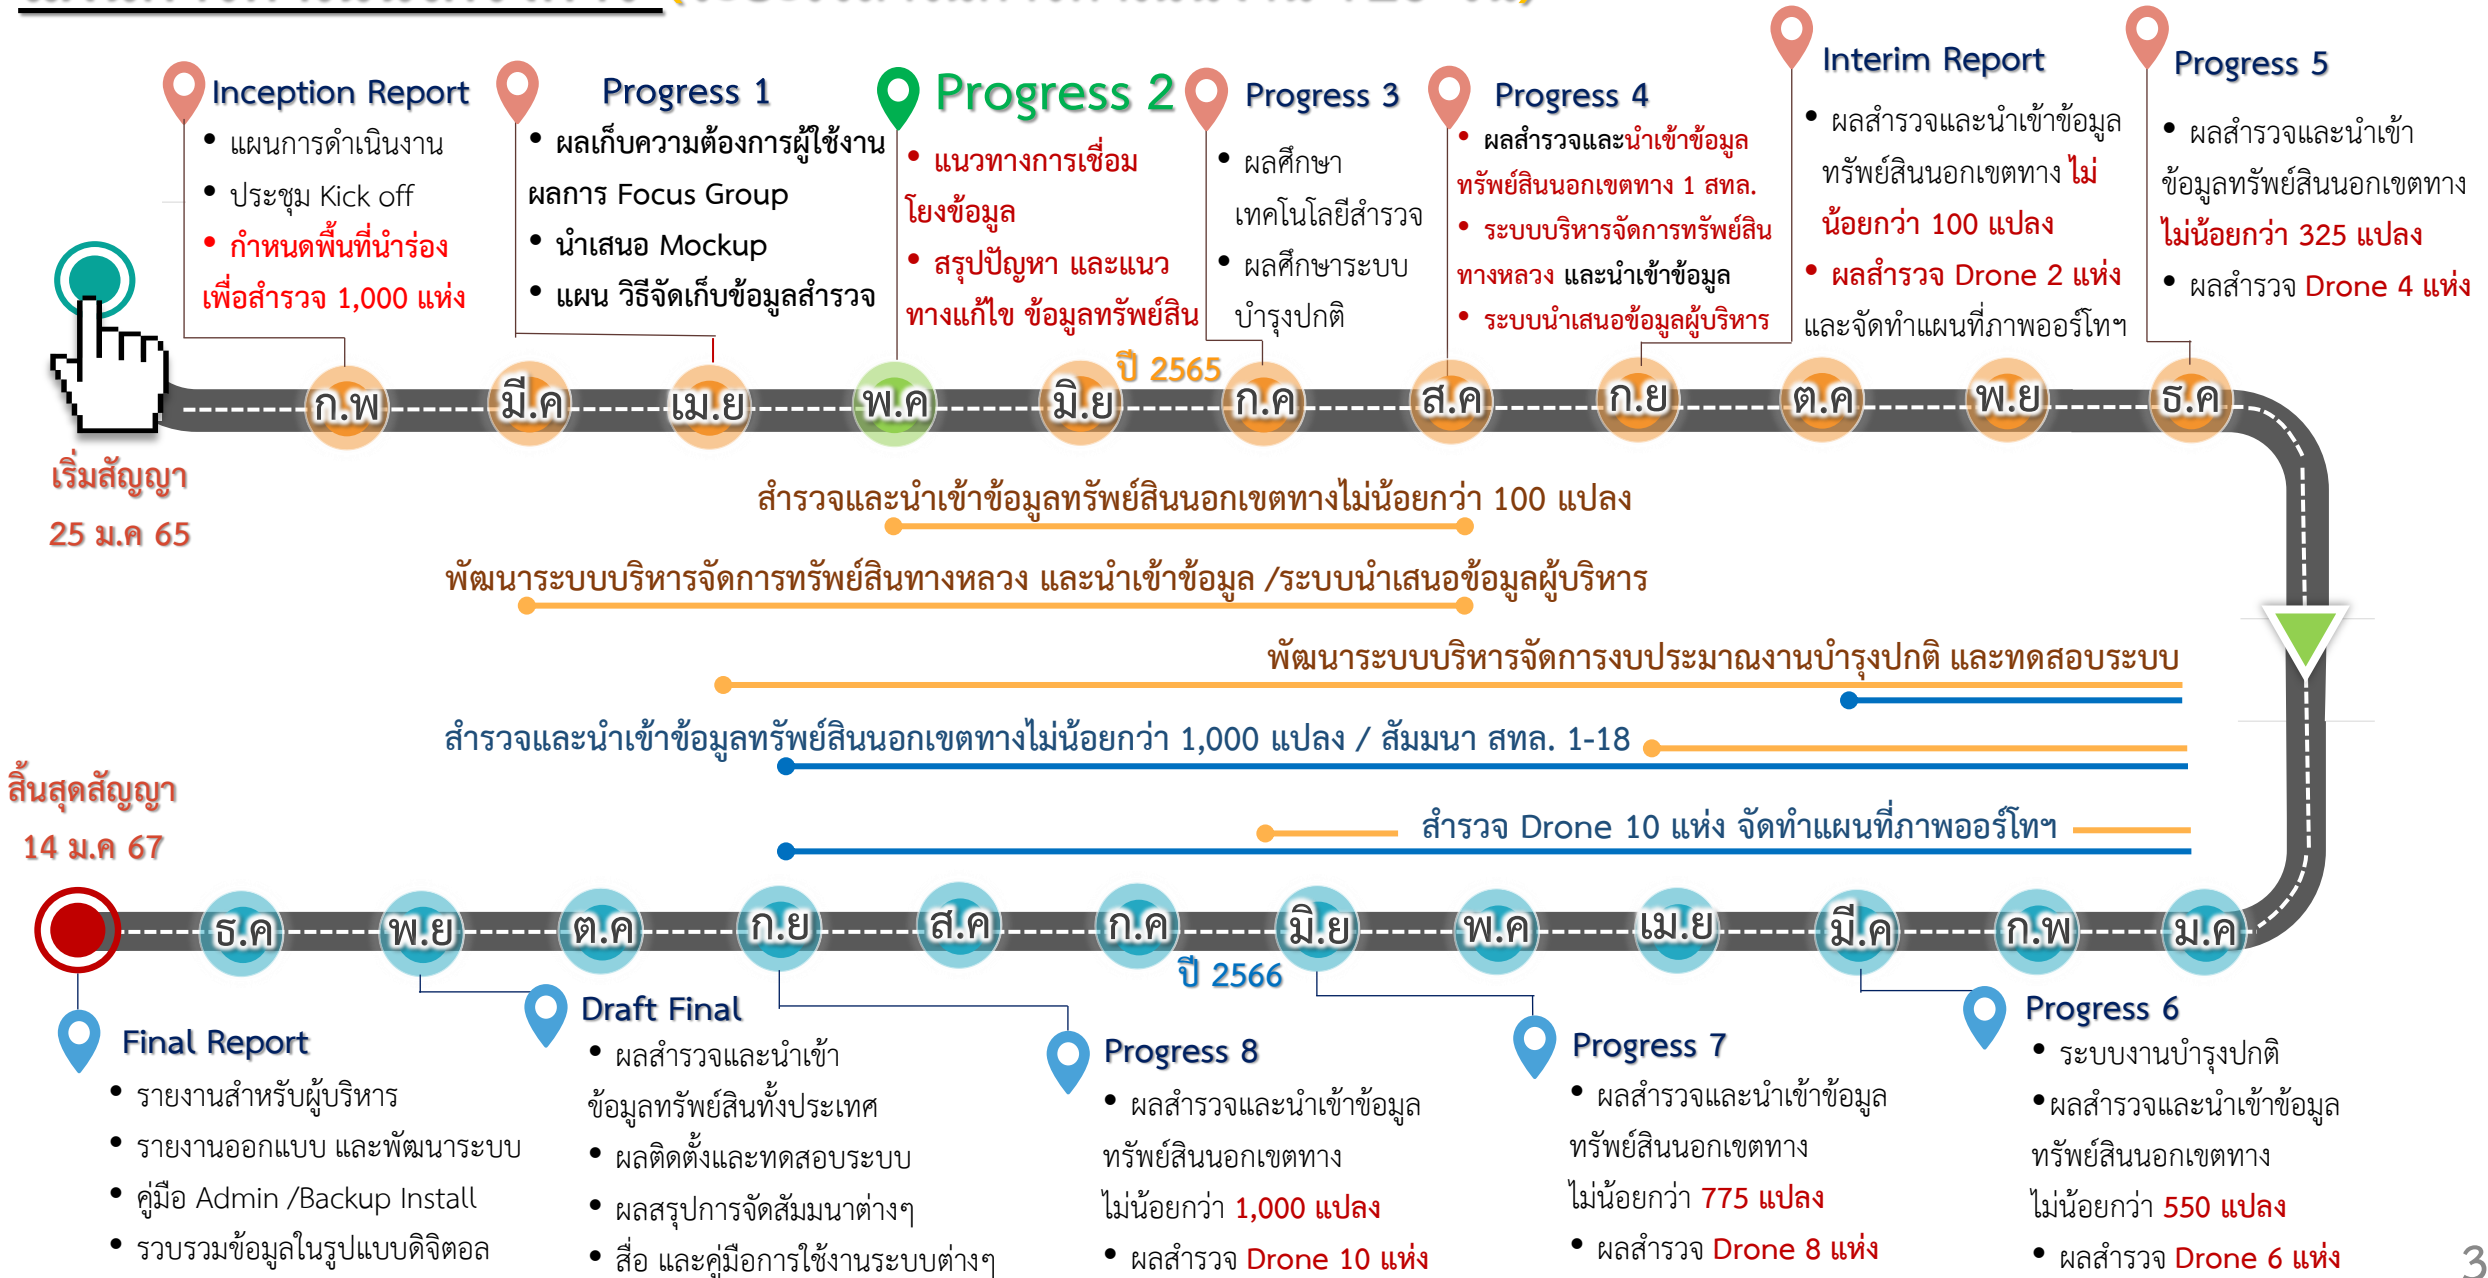 Inception Report
• แผนการดำเนินงาน
• ประชุม Kick off
• กำหนดพื้นที่นำร่อง
เพื่อสำรวจ 1,000 แห่ง
Progress 1
• ผลเก็บความต้องการผู้ใช้งาน
ผลการ Focus Group
• นำเสนอ Mockup
• แผน วิธีจัดเก็บข้อมูลสำรวจ
Progress 2
• แนวทางการเชื่อม
โยงข้อมูล
• สรุปปัญหา และแนว
ทางแก้ไข ข้อมูลทรัพย์สิน
Progress 3
• ผลศึกษา
เทคโนโลยีสำรวจ
• ผลศึกษาระบบ
บำรุงปกติ
Progress 4
• ผลสำรวจและนำเข้าข้อมูล
ทรัพย์สินนอกเขตทาง 1 สทล.
• ระบบบริหารจัดการทรัพย์สิน
ทางหลวง และนำเข้าข้อมูล
• ระบบนำเสนอข้อมูลผู้บริหาร
Interim Report
• ผลสำรวจและนำเข้าข้อมูล
ทรัพย์สินนอกเขตทาง ไม่
น้อยกว่า 100 แปลง
• ผลสำรวจ Drone 2 แห่ง
และจัดทำแผนที่ภาพออร์โทฯ
Progress 5
• ผลสำรวจและนำเข้า
ข้อมูลทรัพย์สินนอกเขตทาง
ไม่น้อยกว่า 325 แปลง
• ผลสำรวจ Drone 4 แห่ง
ปี 2565
ก.พ
มี.ค
เม.ย
พ.ค
มิ.ย
ก.ค
ส.ค
ก.ย
ต.ค
พ.ย
ธ.ค
เริ่มสัญญา
25 ม.ค 65
สำรวจและนำเข้าข้อมูลทรัพย์สินนอกเขตทางไม่น้อยกว่า 100 แปลง
พัฒนาระบบบริหารจัดการทรัพย์สินทางหลวง และนำเข้าข้อมูล /ระบบนำเสนอข้อมูลผู้บริหาร
พัฒนาระบบบริหารจัดการงบประมาณงานบำรุงปกติ และทดสอบระบบ
สำรวจและนำเข้าข้อมูลทรัพย์สินนอกเขตทางไม่น้อยกว่า 1,000 แปลง / สัมมนา สทล. 1-18
สำรวจ Drone 10 แห่ง จัดทำแผนที่ภาพออร์โทฯ
สิ้นสุดสัญญา
14 ม.ค 67
ธ.ค
พ.ย
ต.ค
ก.ย
ส.ค
ก.ค
มิ.ย
พ.ค
เม.ย
มี.ค
ก.พ
ม.ค
ปี 2566
Final Report
• รายงานสำหรับผู้บริหาร
• รายงานออกแบบ และพัฒนาระบบ
• คู่มือ Admin /Backup Install
• รวบรวมข้อมูลในรูปแบบดิจิตอล
Draft Final
• ผลสำรวจและนำเข้า
ข้อมูลทรัพย์สินทั้งประเทศ
• ผลติดตั้งและทดสอบระบบ
• ผลสรุปการจัดสัมมนาต่างๆ
• สื่อ และคู่มือการใช้งานระบบต่างๆ
Progress 8
• ผลสำรวจและนำเข้าข้อมูล
ทรัพย์สินนอกเขตทาง
ไม่น้อยกว่า 1,000 แปลง
• ผลสำรวจ Drone 10 แห่ง
Progress 7
• ผลสำรวจและนำเข้าข้อมูล
ทรัพย์สินนอกเขตทาง
ไม่น้อยกว่า 775 แปลง
• ผลสำรวจ Drone 8 แห่ง
Progress 6
• ระบบงานบำรุงปกติ
•ผลสำรวจและนำเข้าข้อมูล
ทรัพย์สินนอกเขตทาง
ไม่น้อยกว่า 550 แปลง
• ผลสำรวจ Drone 6 แห่ง
3